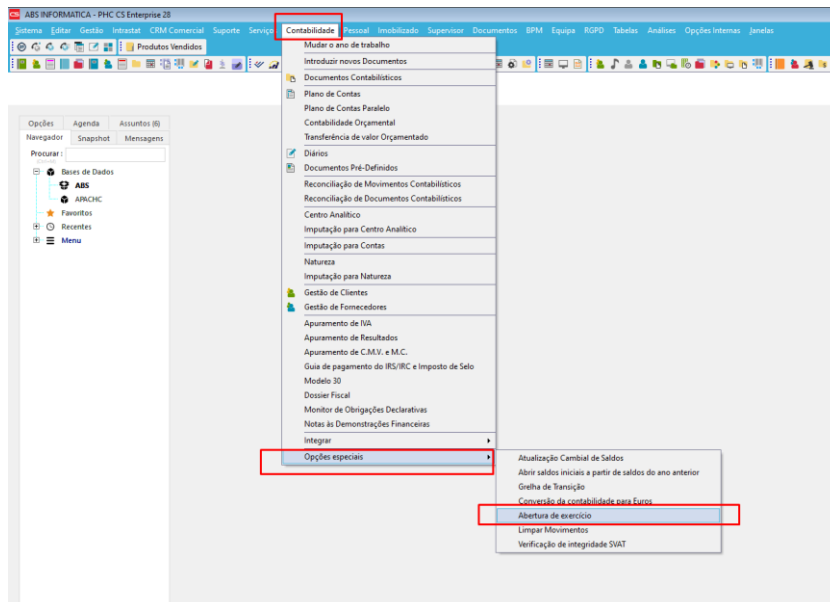 ABS INFORMATICA - PHC CS Enterprise 28
Sistema Editar Gestão Intrastat CRM Comercial Suporte Serviço Contabilidade Pessoal Imobilizado Supervisor Documentos BPM Equipa RGPD Tabelas Análises Opções Internas Janelas
Produtos Vendidos
Mudar o ano de trabalho
Introduzir novos Documentos
Documentos Contabilísticos
Plano de Contas
Plano de Contas Paralelo
Contabilidade Orçamental
Transferência de valor Orçamentado
Diários
Documentos Pré-Definidos
Reconciliação de Movimentos Contabilísticos
Reconciliação de Documentos Contabilísticos
Centro Analítico
Imputação para Centro Analítico
Imputação para Contas
Natureza
Imputação para Natureza
Gestão de Clientes
Gestão de Fornecedores
Apuramento de IVA
Apuramento de Resultados
Apuramento de C.M.V. e M.C.
Guia de pagamento do IRS/IRC e Imposto de Selo
Modelo 30
Dossier Fiscal
Monitor de Obrigações Declarativas
Notas às Demonstrações Financeiras
Integrar
Opções especiais
Atualização Cambial de Saldos
Abrir saldos iniciais a partir de saldos do ano anterior
Grelha de Transição
Conversão da contabilidade para Euros
Abertura de exercício
Limpar Movimentos
Verificação de integridade SVAT
Opções Agenda Assuntos (6)
Navegador Snapshot Mensagens
Procurar :
Bases de Dados
ABS
APACHC
Favoritos
Recentes
Menu